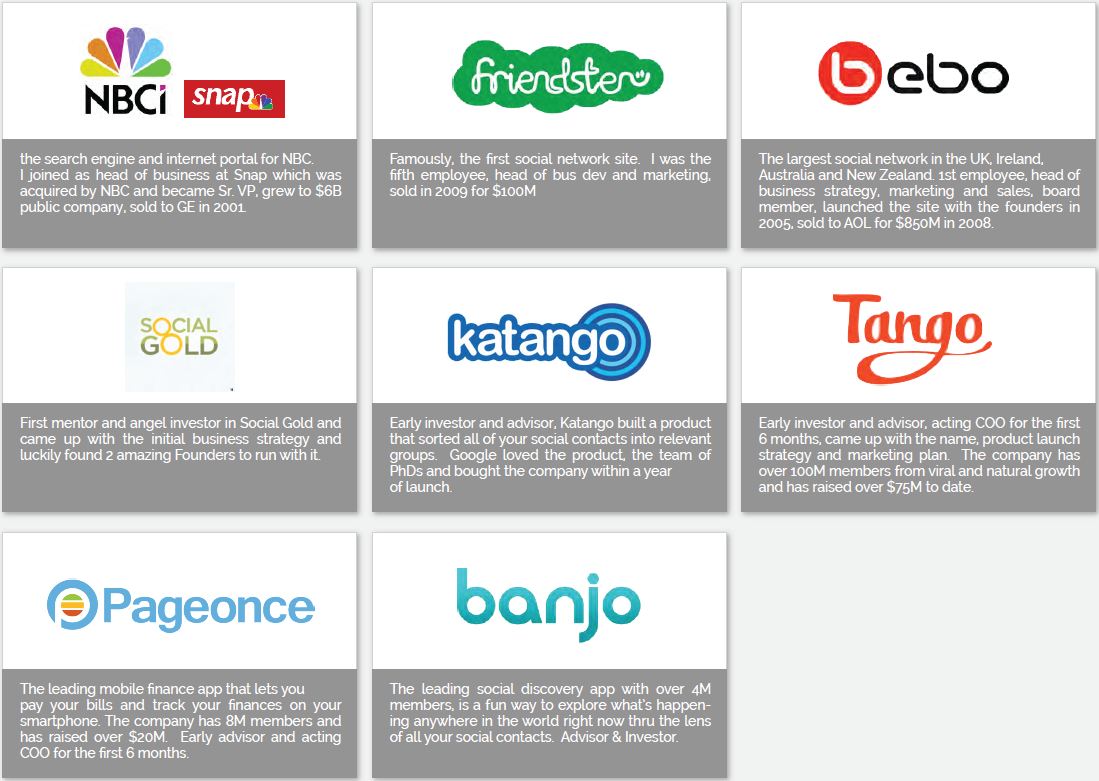 NBCi snap
the search engine and internet portal for NBC.
I joined as head of business at Snap which was
acquired by NBC and became Sr. VP, grew to $6B
public company, sold to GE in 2001.
friendster
Famously, the first social network site. I was the
fifth employee, head of bus dev and marketing,
sold in 2009 for $100M
bebo
The largest social network in the UK, Ireland,
Australia and New Zealand. 1st employee, head of
business strategy, marketing and sales, board
member, launched the site with the founders in
2005, sold to AOL for $850M in 2008.
SOCIAL
GOLD
First mentor and angel investor in Social Gold and
came up with the initial business strategy and
luckily found 2 amazing Founders to run with it.
katango
Early investor and advisor, Katango built a product
that sorted all of your social contacts into relevant
groups. Google loved the product, the team of
PhDs and bought the company within a year
of launch.
Tango
Early investor and advisor, acting COO for the first
6 months, came up with the name, product launch
strategy and marketing plan. The company has
over 100M members from viral and natural growth
and has raised over $75M to date.
Pageonce
The leading mobile finance app that lets you
pay your bills and track your finances on your
smartphone. The company has 8M members and
has raised over $20M. Early advisor and acting
COO for the first 6 months.
banjo
The leading social discovery app with over 4M
members, is a fun way to explore what's happen-
ing anywhere in the world right now thru the lens
of all your social contacts. Advisor & Investor.